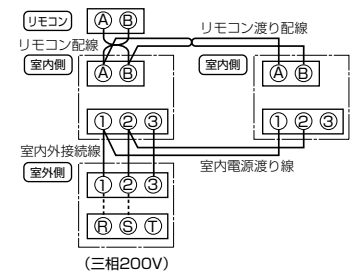 リモコン Ⓐ Ⓑ
リモコン渡り配線
リモコン配線
室内側 Ⓐ Ⓑ 室内側 Ⓐ Ⓑ
① ② ③ ① ② ③
室内外接続線
室内電源渡り線
室外側
① ② ③
Ⓡ Ⓢ Ⓣ
(三相200V)